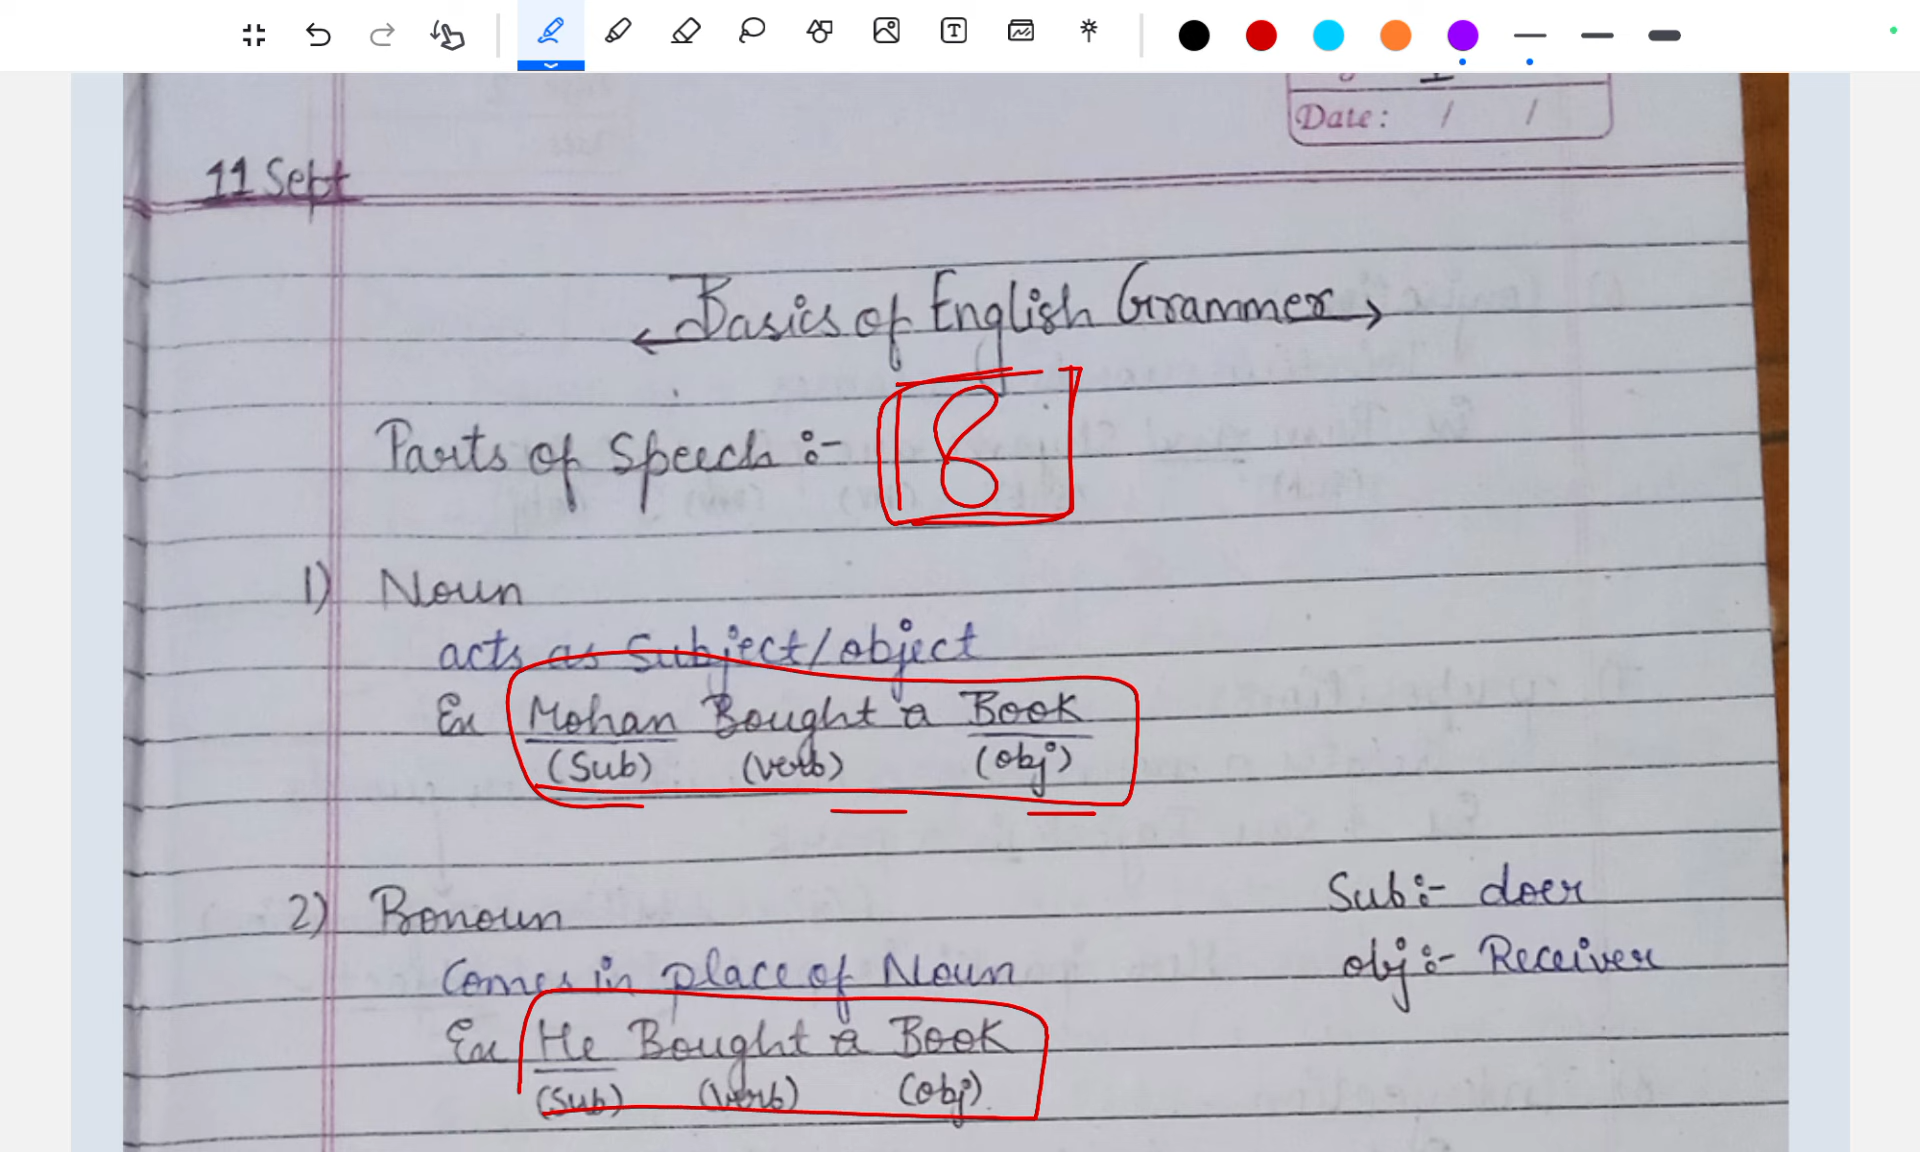 Date: / /
11 Sept
Basics of English Grammer
Parts of Speech :- 8
1) Noun
acts as Subject/object
Ex Mohan Bought a Book
(Sub) (verb) (obj)
2) Pronoun
Sub :- doer
Comes in place of Noun
obj :- Receiver
Ex He Bought a Book
(Sub) (verb) (obj)